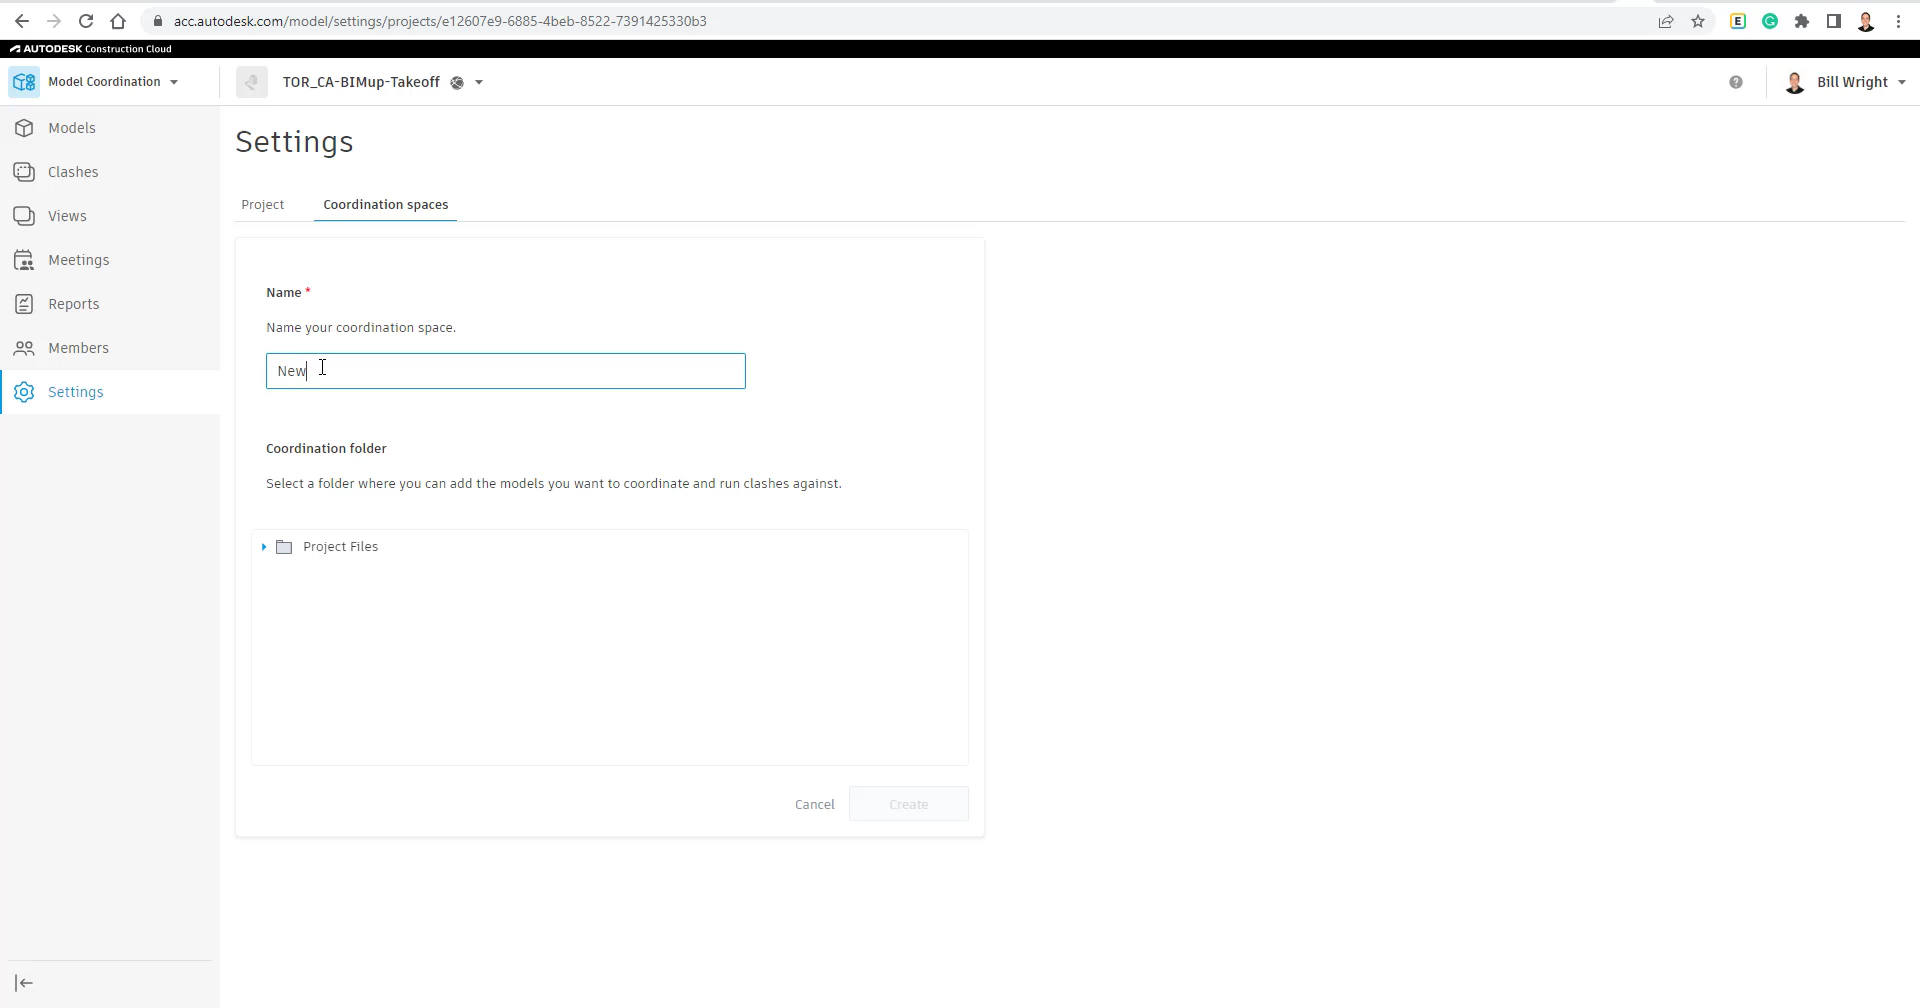 acc.autodesk.com/model/settings/projects/e12607e9-6885-4beb-8522-7391425330b3
E
AUTODESK Construction Cloud
Model Coordination
TOR_CA-BIMup-Takeoff
Bill Wright
Models
Clashes
Views
Meetings
Reports
Members
Settings
Settings
Project
Coordination spaces
Name *
Name your coordination space.
New
Coordination folder
Select a folder where you can add the models you want to coordinate and run clashes against.
Project Files
Cancel
Create